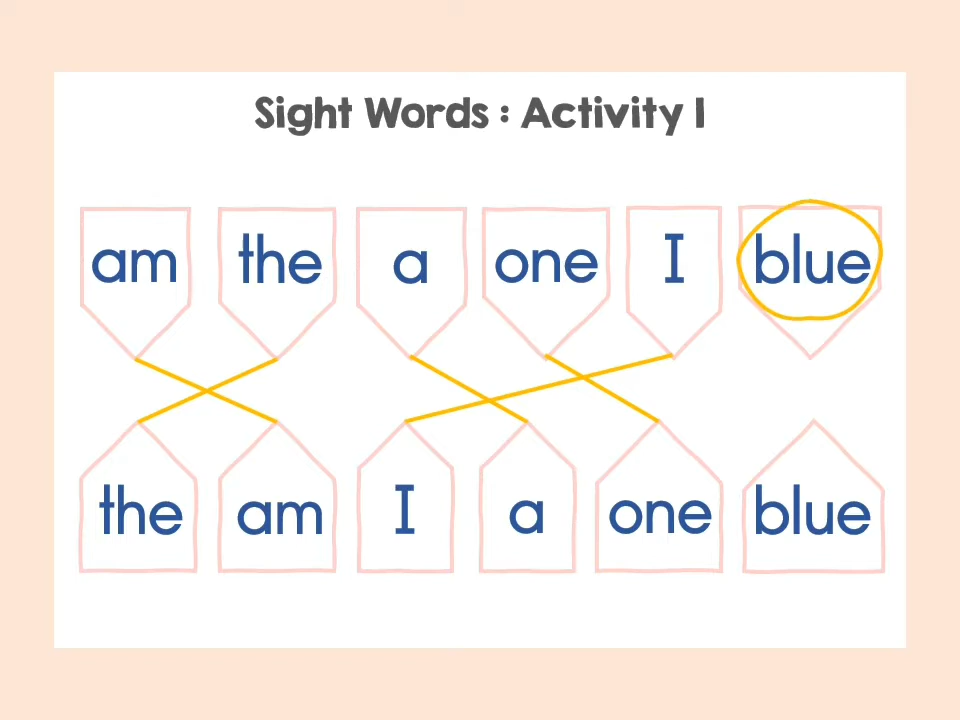 Sight Words : Activity 1
am the a one I blue
the am I a one blue